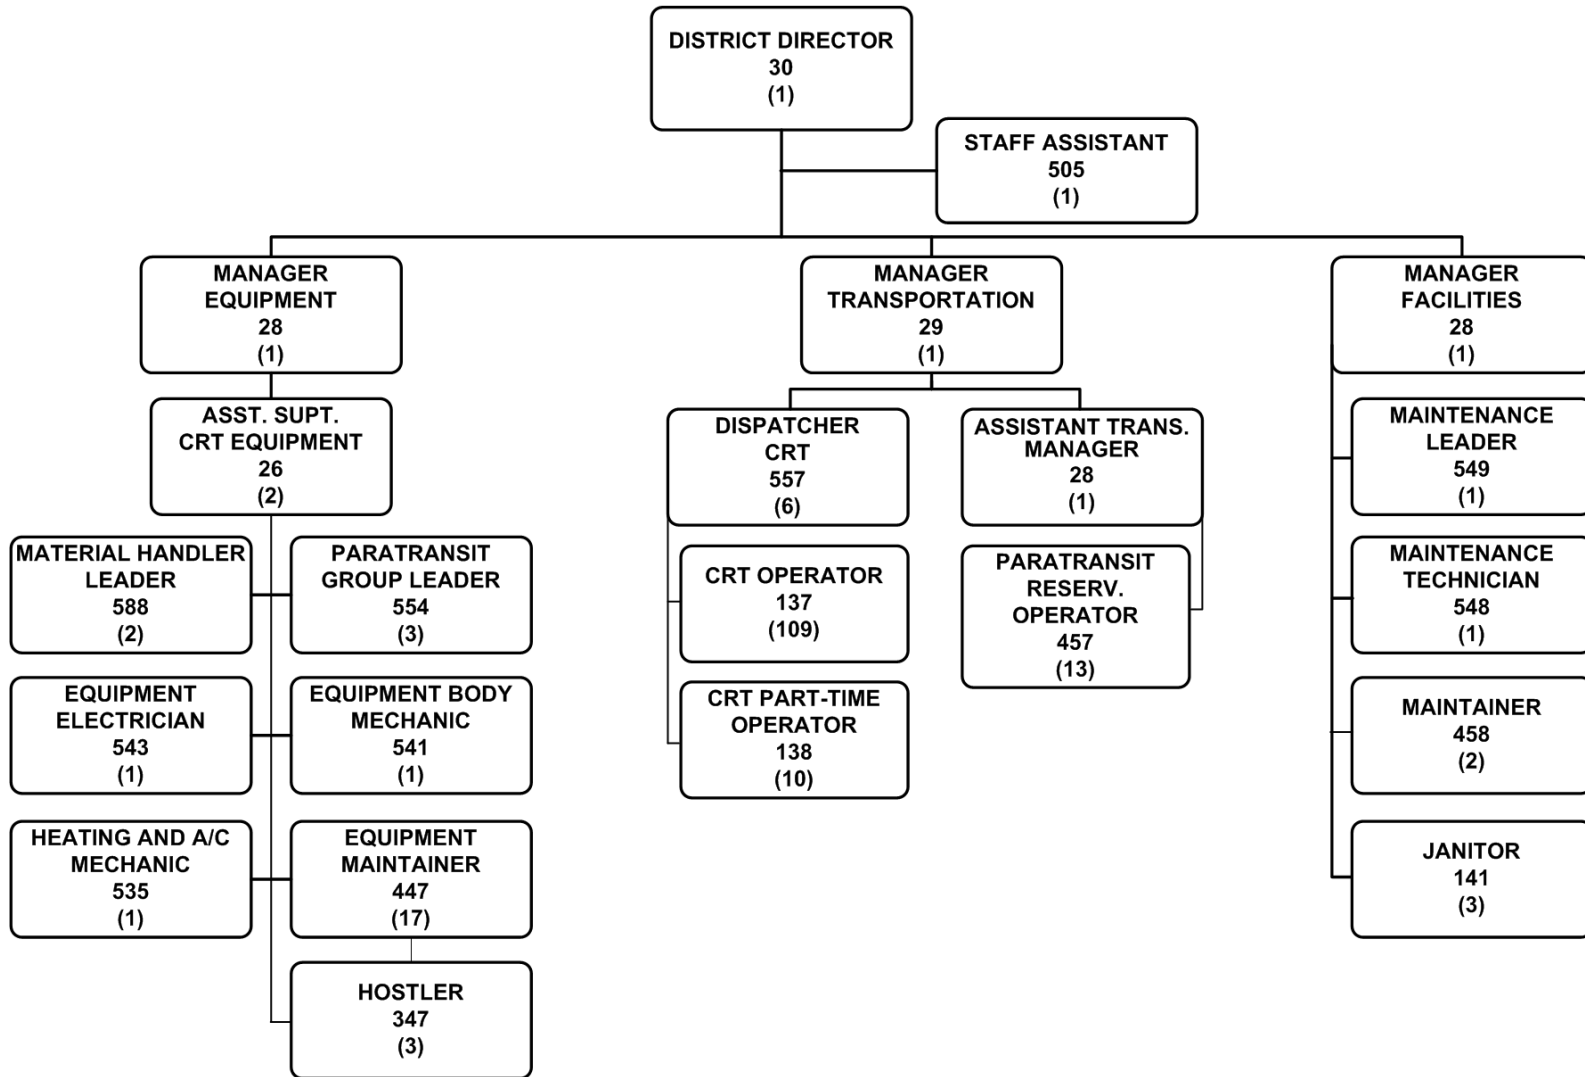 DISTRICT DIRECTOR
30
(1)
STAFF ASSISTANT
505
(1)
MANAGER
EQUIPMENT
28
(1)
MANAGER
TRANSPORTATION
29
(1)
MANAGER
FACILITIES
28
(1)
ASST. SUPT.
CRT EQUIPMENT
26
(2)
DISPATCHER
CRT
557
(6)
ASSISTANT TRANS.
MANAGER
28
(1)
MAINTENANCE
LEADER
549
(1)
MATERIAL HANDLER
LEADER
588
(2)
PARATRANSIT
GROUP LEADER
554
(3)
CRT OPERATOR
137
(109)
PARATRANSIT
RESERV.
OPERATOR
457
(13)
MAINTENANCE
TECHNICIAN
548
(1)
EQUIPMENT
ELECTRICIAN
543
(1)
EQUIPMENT BODY
MECHANIC
541
(1)
CRT PART-TIME
OPERATOR
138
(10)
MAINTAINER
458
(2)
HEATING AND A/C
MECHANIC
535
(1)
EQUIPMENT
MAINTAINER
447
(17)
JANITOR
141
(3)
HOSTLER
347
(3)